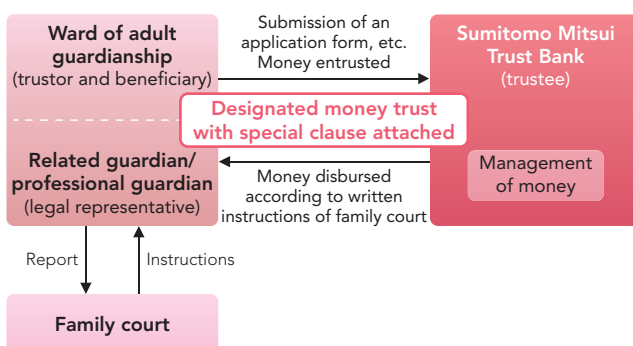 Ward of adult
guardianship
(trustor and beneficiary)
Submission of an
application form, etc.
Money entrusted
Sumitomo Mitsui
Trust Bank
(trustee)
Designated money trust
with special clause attached
Related guardian/
professional guardian
(legal representative)
Money disbursed
according to written
instructions of family court
Management
of money
Report
Instructions
Family court